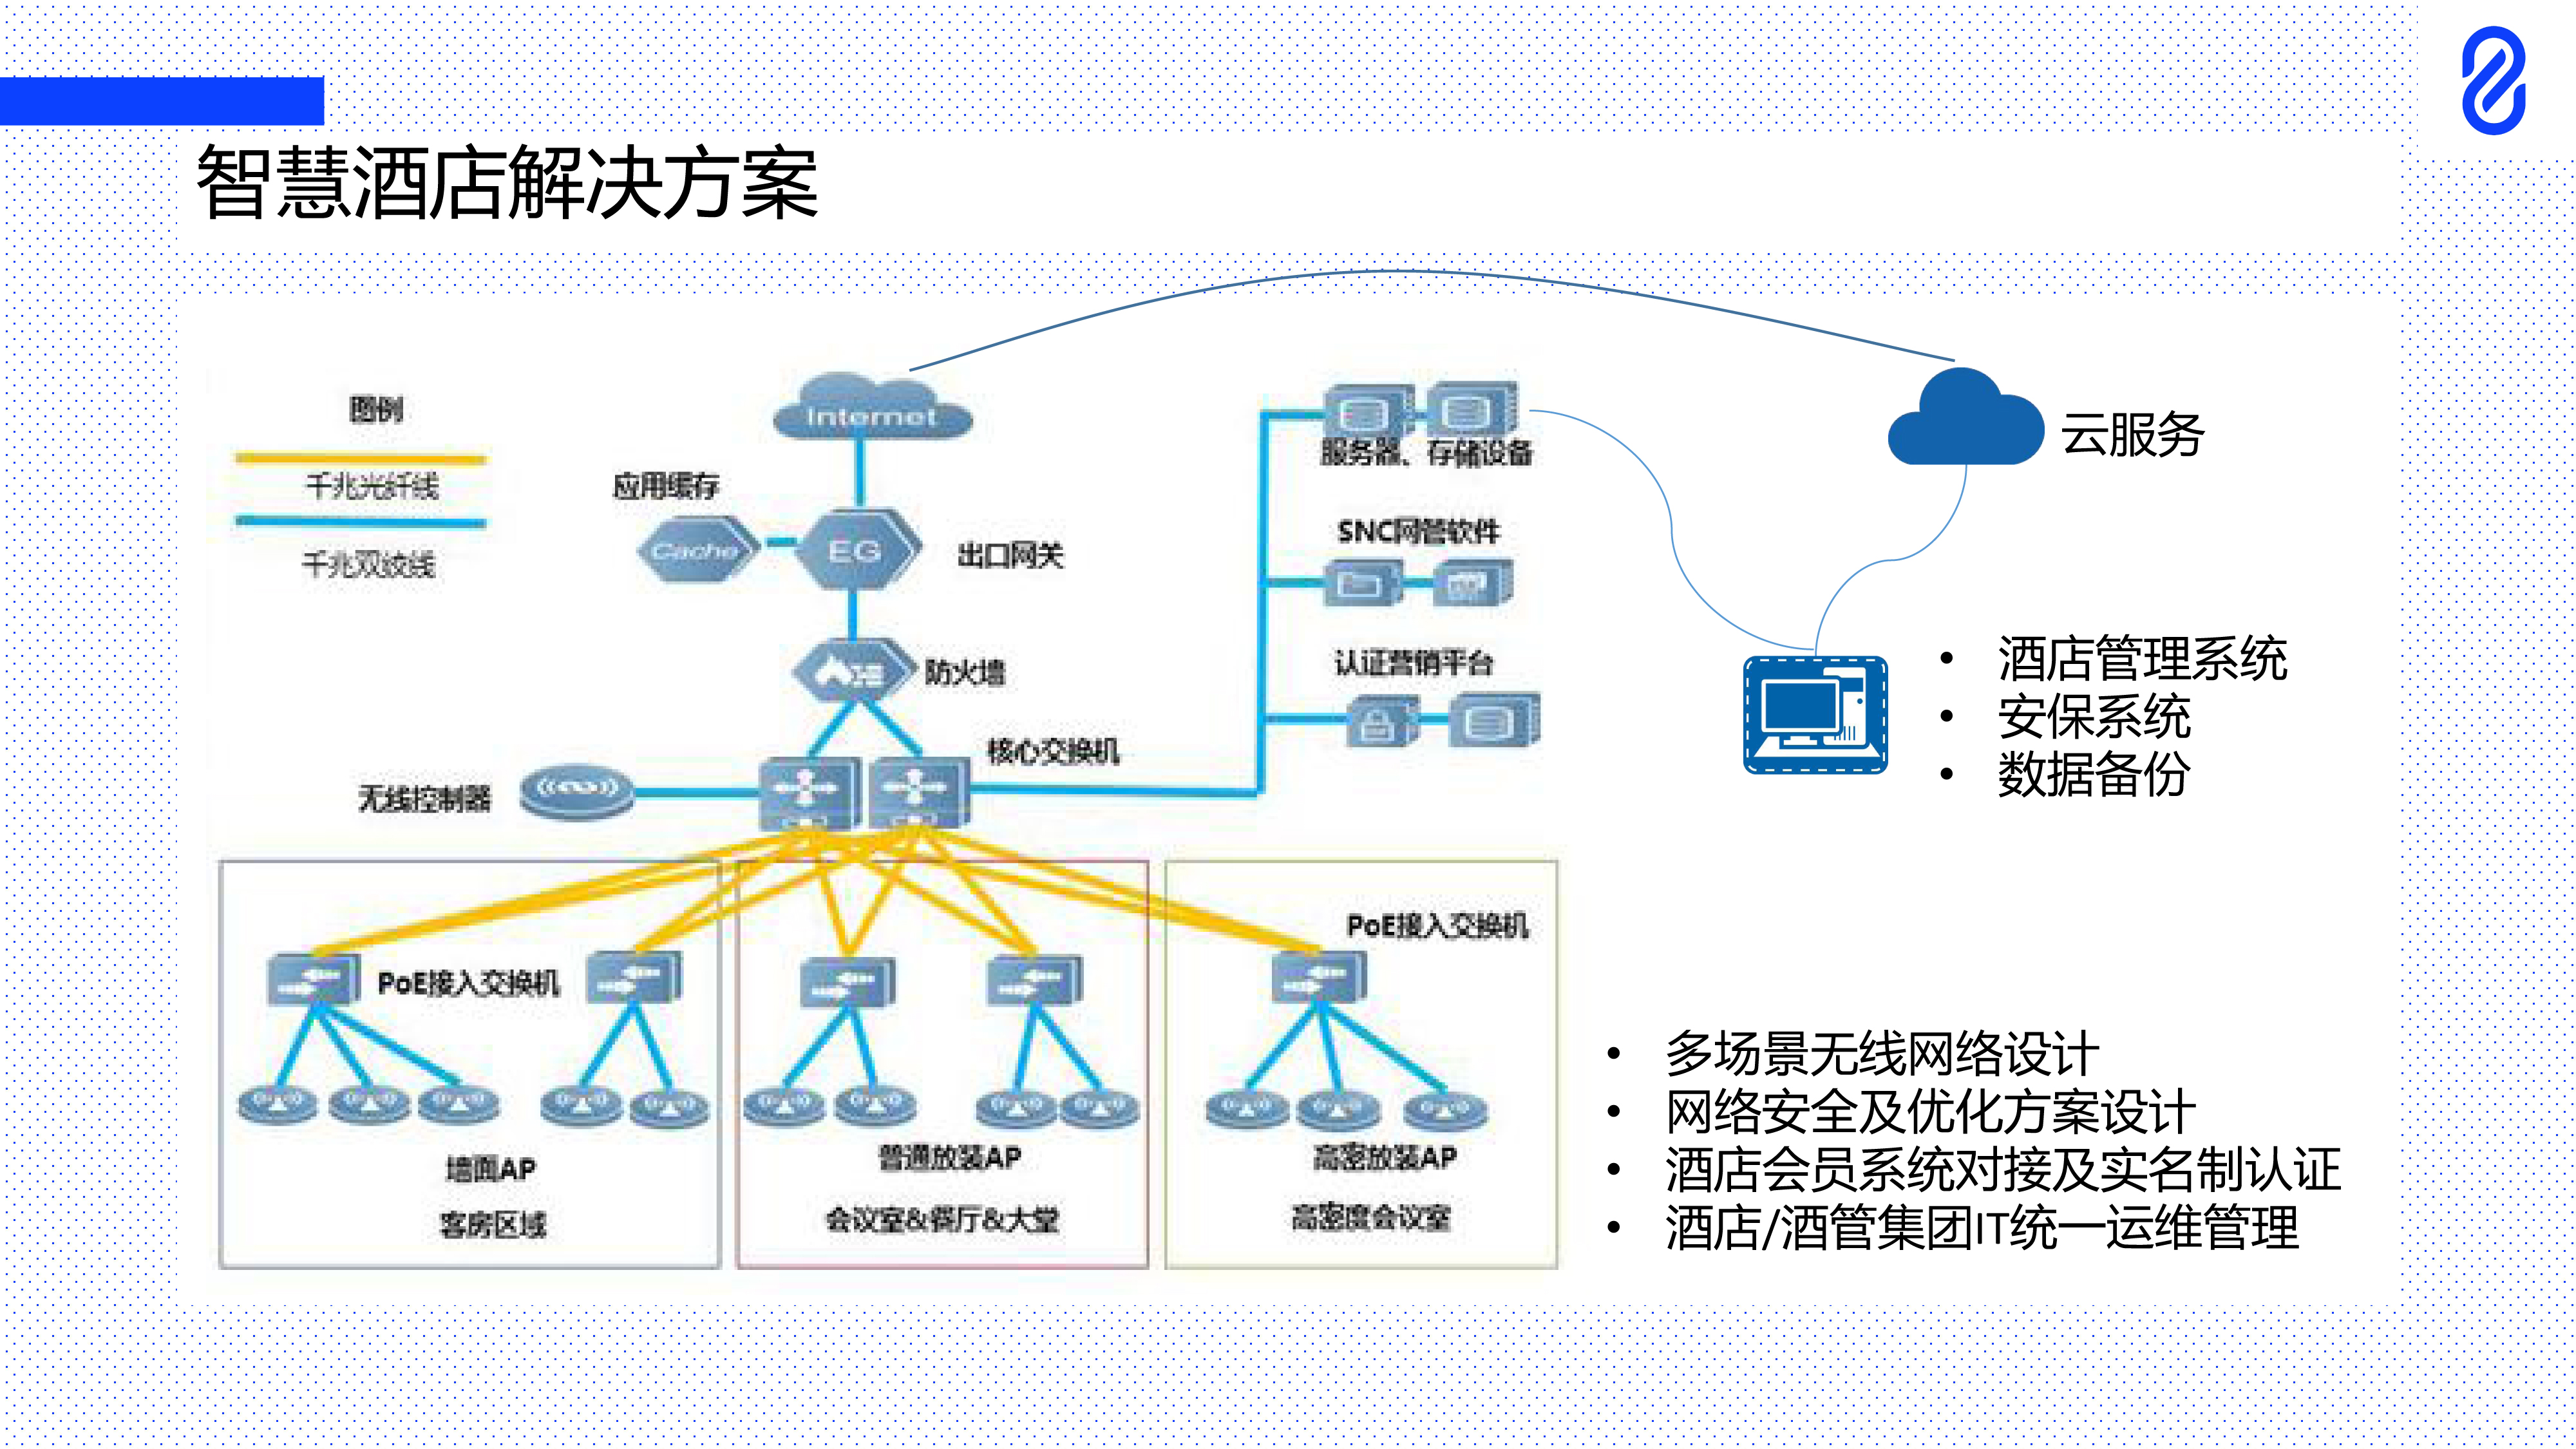 智慧酒店解决方案
图例
千兆光纤线
千兆双绞线
Internet
应用缓存
Cache
EG
出口网关
防火墙
核心交换机
无线控制器
服务器、存储设备
SNC网管软件
认证营销平台
云服务
• 酒店管理系统
• 安保系统
• 数据备份
PoE接入交换机
PoE接入交换机
墙面AP
客房区域
普通放装AP
会议室&餐厅&大堂
高密放装AP
高密度会议室
• 多场景无线网络设计
• 网络安全及优化方案设计
• 酒店会员系统对接及实名制认证
• 酒店/酒管集团IT统一运维管理